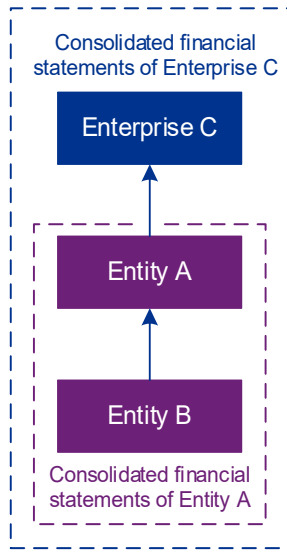 Consolidated financial
statements of Enterprise C
Enterprise C
Entity A
Entity B
Consolidated financial
statements of Entity A